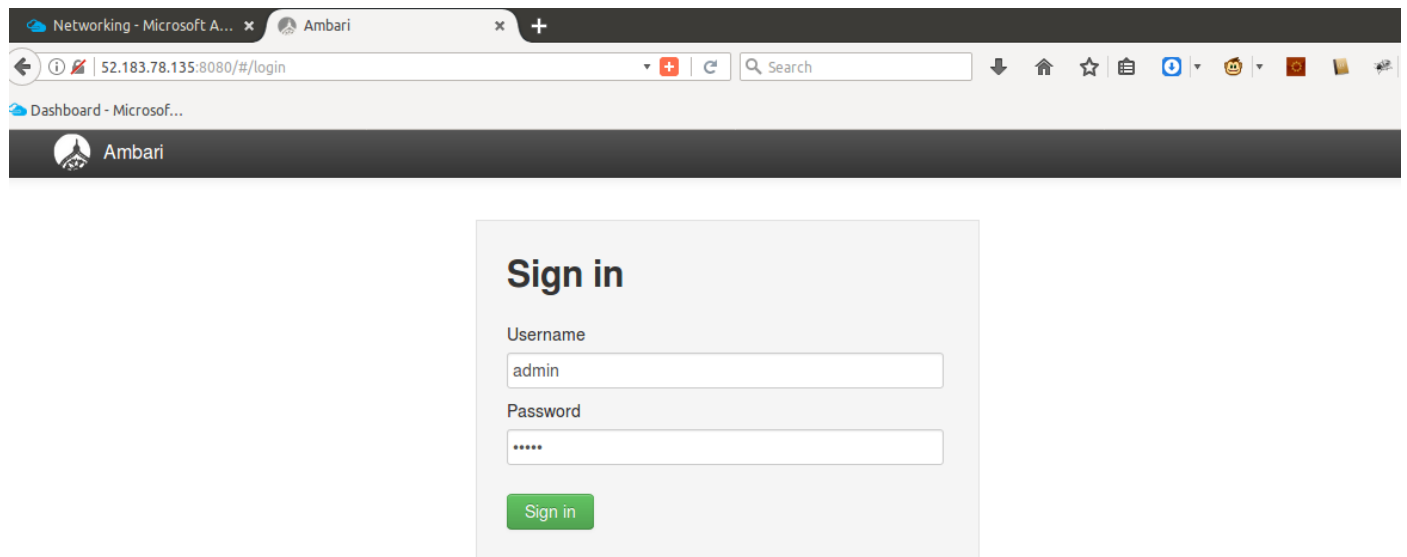 Networking - Microsoft A... × Ambari × +
52.183.78.135:8080/#/login Search
Dashboard - Microsof...
Ambari
Sign in
Username
admin
Password
•••••
Sign in